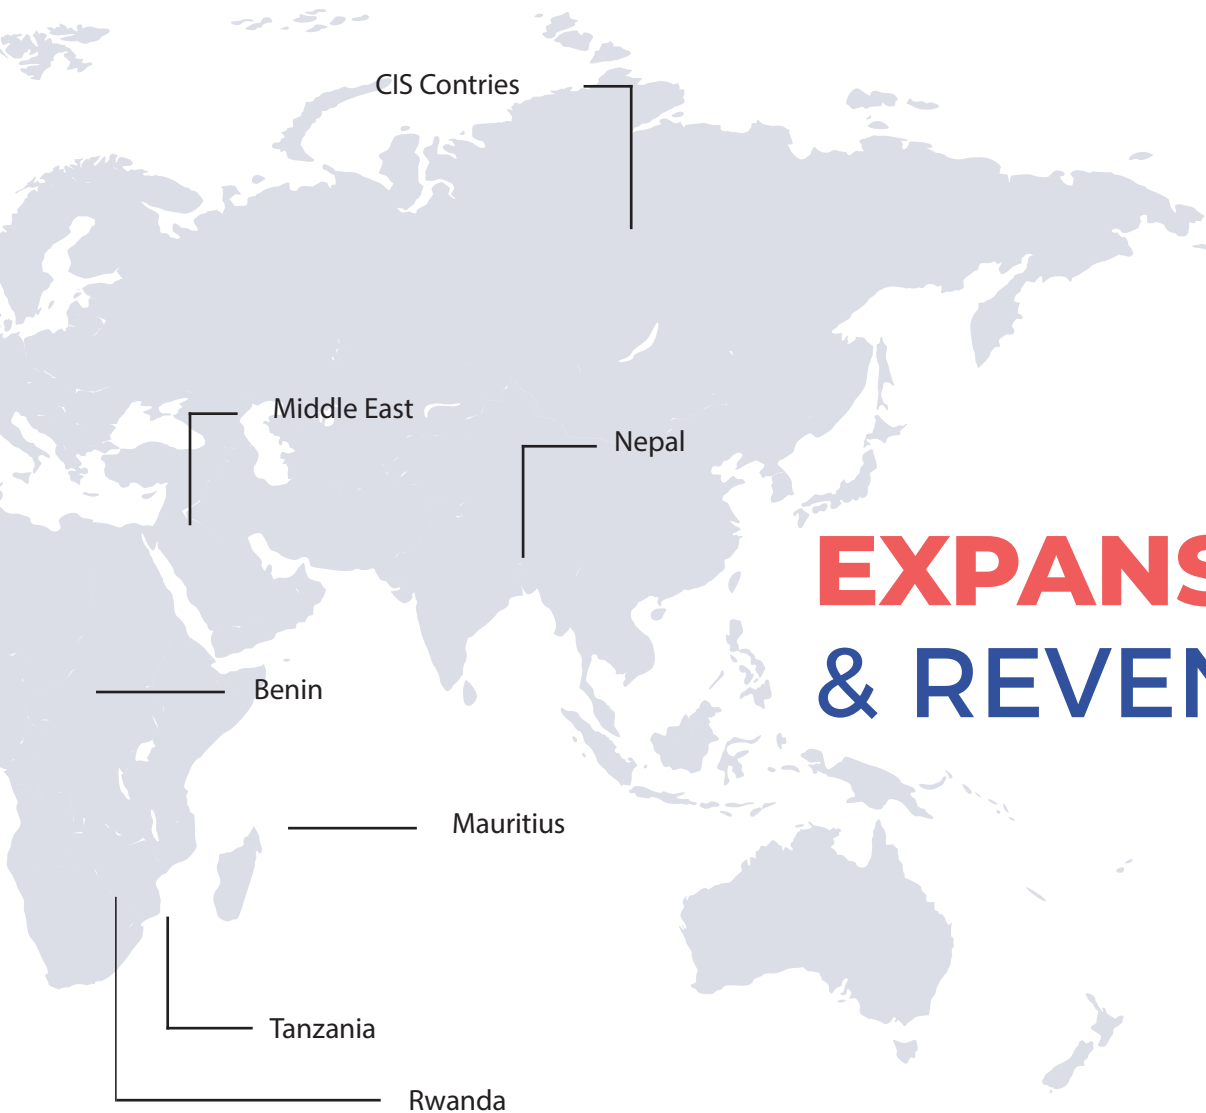 CIS Contries
Middle East
Nepal
EXPANS
& REVEN
Benin
Mauritius
Tanzania
Rwanda